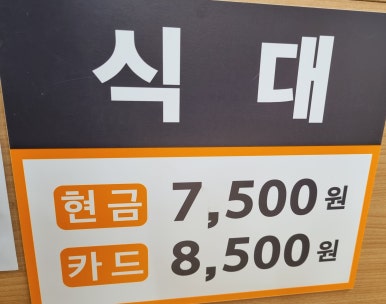 식 대
현금 7,500원
카드 8,500원